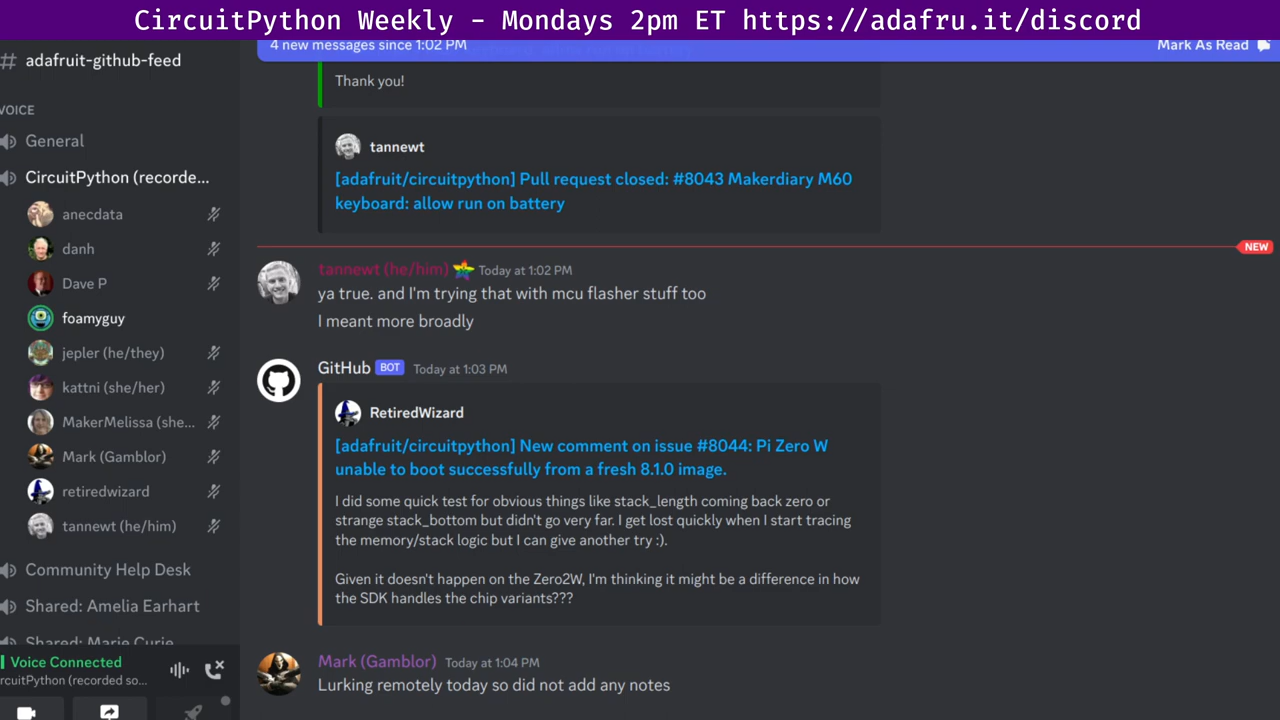 CircuitPython Weekly - Mondays 2pm ET https://adafru.it/discord
# adafruit-github-feed
VOICE
General
CircuitPython (recorde...
anecdata
danh
Dave P
foamyguy
jepler (he/they)
kattni (she/her)
MakerMelissa (she...
Mark (Gamblor)
retiredwizard
tannewt (he/him)
Community Help Desk
Shared: Amelia Earhart
Shared: Marie Curie
Voice Connected
rcuitPython (recorded so...
4 new messages since 1:02 PM
Mark As Read
Thank you!
tannewt
[adafruit/circuitpython] Pull request closed: #8043 Makerdiary M60
keyboard: allow run on battery
NEW
tannewt (he/him) Today at 1:02 PM
ya true. and I'm trying that with mcu flasher stuff too
I meant more broadly
GitHub BOT Today at 1:03 PM
RetiredWizard
[adafruit/circuitpython] New comment on issue #8044: Pi Zero W
unable to boot successfully from a fresh 8.1.0 image.
I did some quick test for obvious things like stack_length coming back zero or
strange stack_bottom but didn't go very far. I get lost quickly when I start tracing
the memory/stack logic but I can give another try :).
Given it doesn't happen on the Zero2W, I'm thinking it might be a difference in how
the SDK handles the chip variants???
Mark (Gamblor) Today at 1:04 PM
Lurking remotely today so did not add any notes